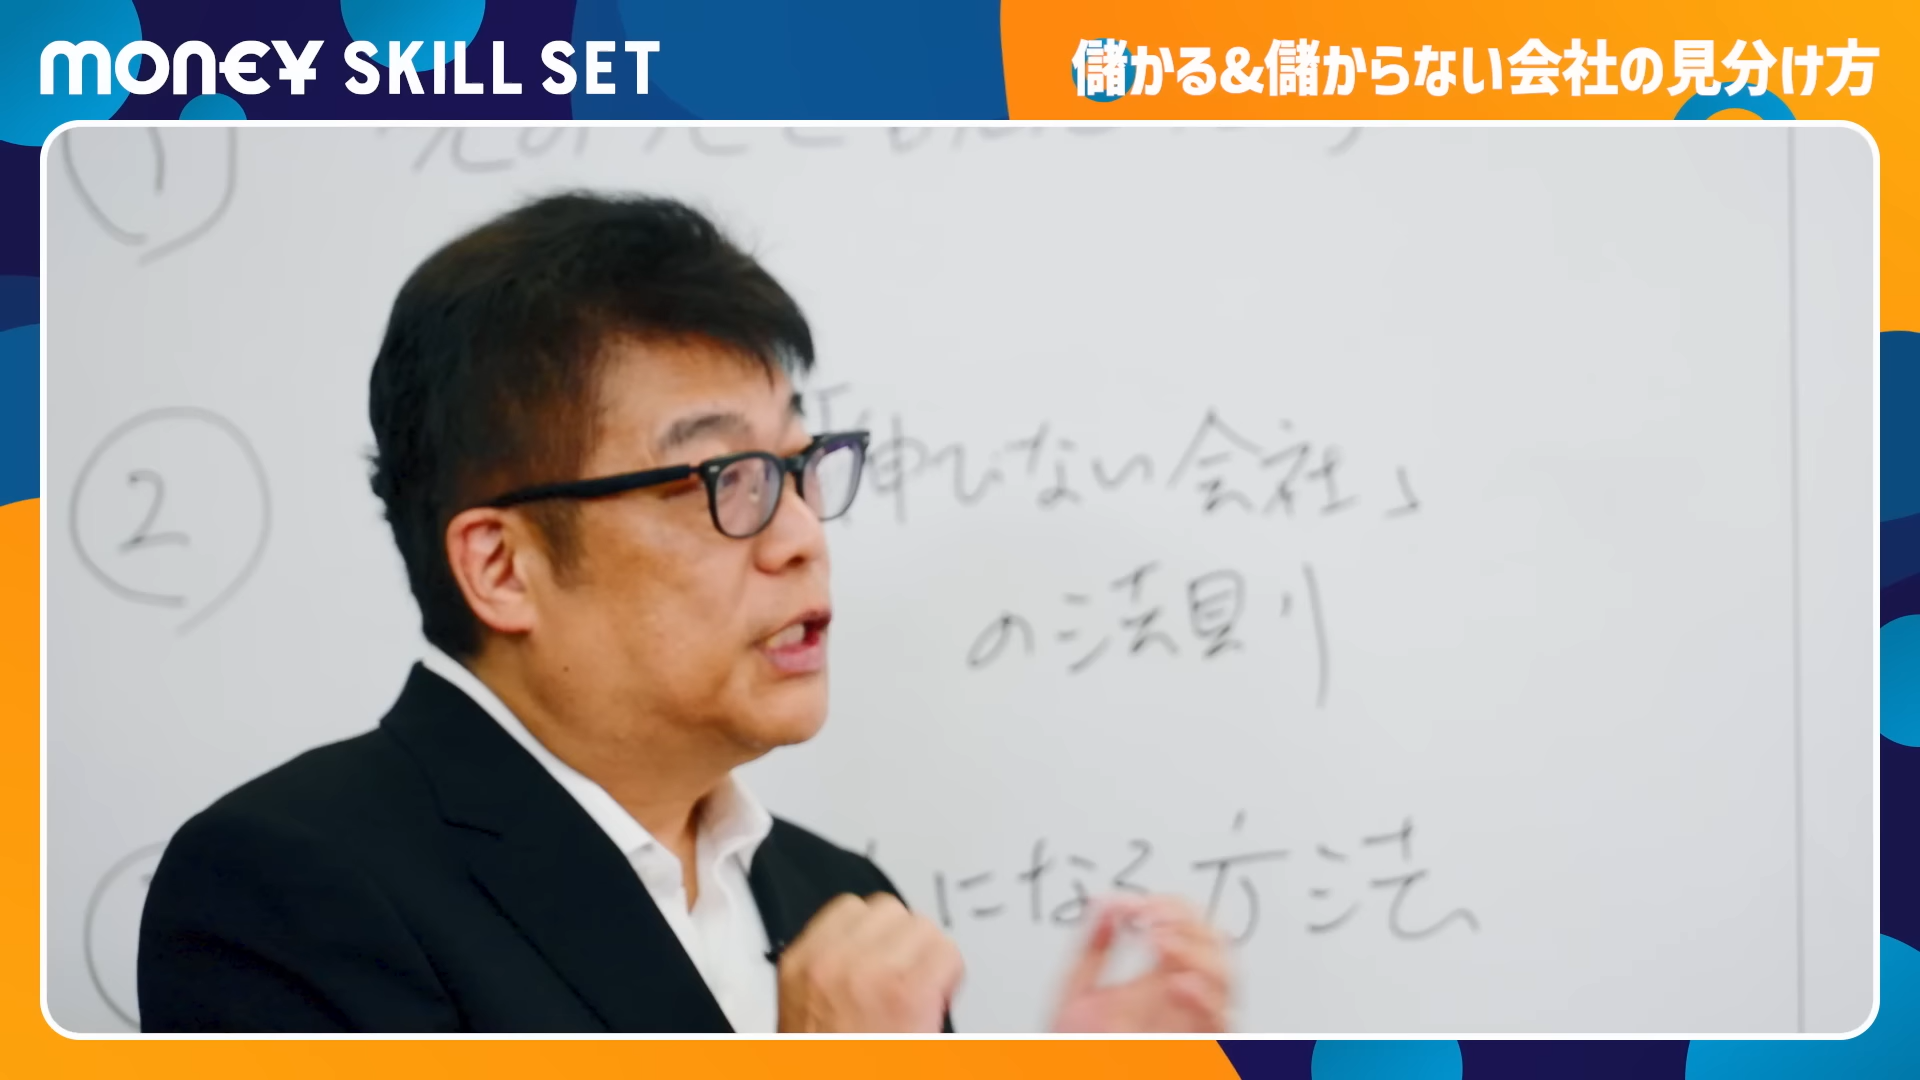 MONEY SKILL SET
儲かる&儲からない会社の見分け方
1
2
「伸びない会社」
の法則
になる方法